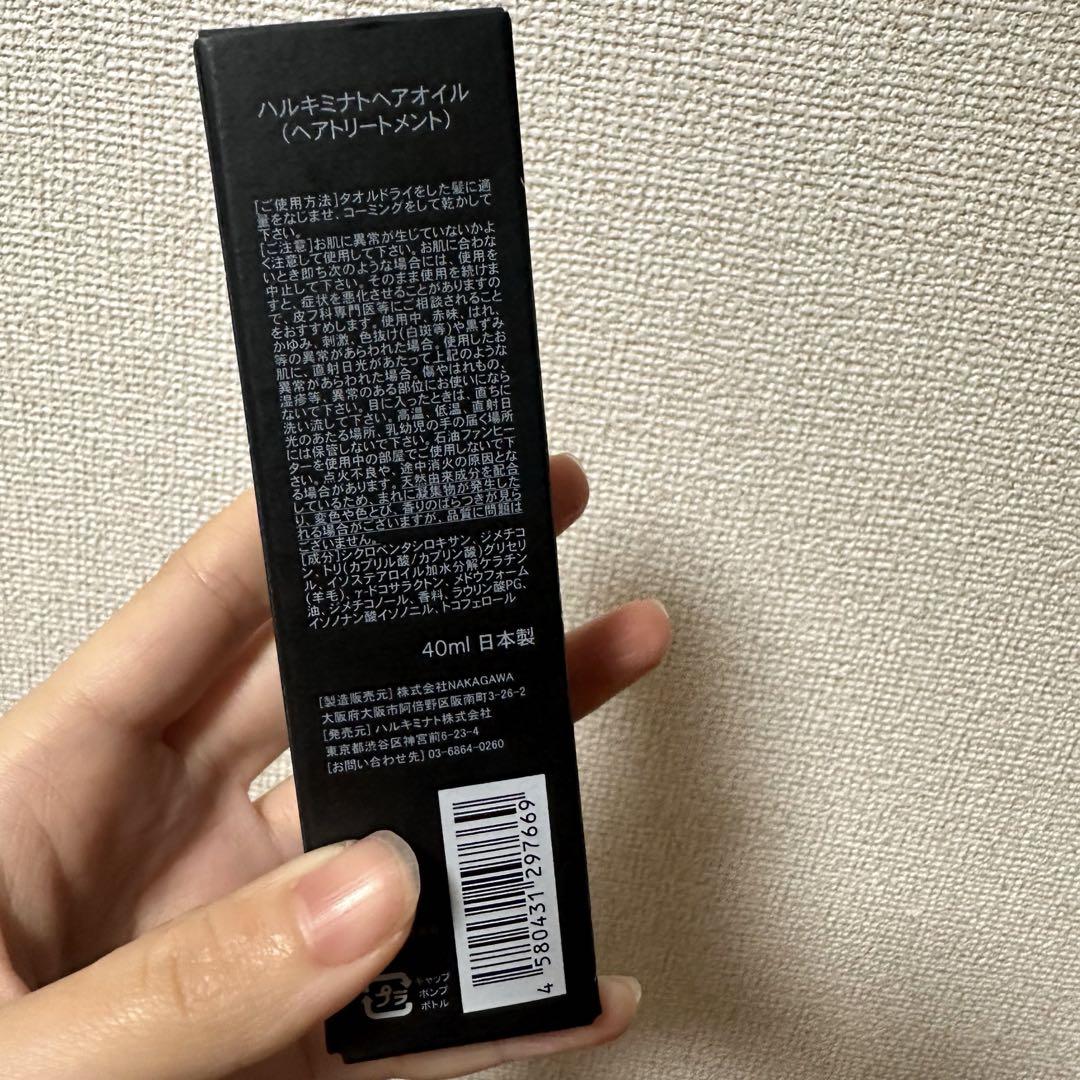 ハルキミナトヘアオイル
（ヘアトリートメント）
[ご使用方法]タオルドライをした髪に適
量をなじませ、コーミングをして乾かして
下さい。
[ご注意]お肌に異常が生じていないかよ
く注意して使用して下さい。お肌に合わな
いとき即ち次のような場合には、使用を
中止して下さい。そのまま使用を続けま
すと、症状を悪化させることがありますの
で、皮フ科専門医等にご相談されること
をおすすめします。使用中、赤味、はれ、
かゆみ、刺激、色抜け(白斑等)や黒ずみ
等の異常があらわれた場合。使用したお
肌に、直射日光があたって上記のような
異常があらわれた場合。傷やはれもの、
湿疹等、異常のある部位にお使いになら
ないで下さい。目に入ったときは、直ちに
洗い流して下さい。高温、低温、直射日
光のあたる場所、乳幼児の手の届く場所
には保管しないで下さい。石油ファンヒー
ターを使用中の部屋でご使用しないで下
さい。点火不良や、途中消火の原因とな
る場合があります。天然由来成分を配合
しているため、まれに凝集物が発生した
り、変色や色とび、香りのばらつきが見ら
れる場合がございますが、品質に問題は
ございません。
[成分]シクロペンタシロキサン、ジメチコ
ン、トリ(カプリル酸/カプリン酸)グリセリ
ル、イソステアロイル加水分解ケラチン
(羊毛)、γ-ドコサラクトン、メドウフォーム
油、ジメチコノール、香料、ラウリン酸PG、
イソノナン酸イソノニル、トコフェロール
40ml 日本製
[製造販売元] 株式会社NAKAGAWA
大阪府大阪市阿倍野区阪南町3-26-2
[発売元] ハルキミナト株式会社
東京都渋谷区神宮前6-23-4
[お問い合わせ先] 03-6864-0260
4 580431 297669
プラ
キャップ
ポンプ
ボトル